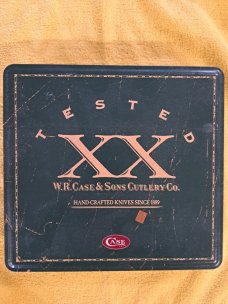 TESTED
XX
W.R. CASE & SONS CUTLERY CO.
HAND CRAFTED KNIVES SINCE 1889
CASE